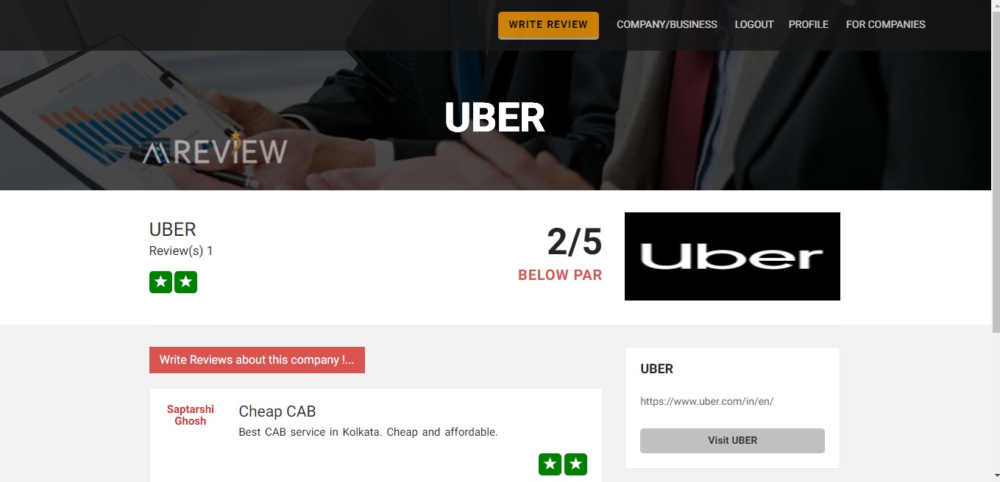 WRITE REVIEW COMPANY/BUSINESS LOGOUT PROFILE FOR COMPANIES
UBER
REVIEW
UBER
Review(s) 1
2/5
BELOW PAR
Uber
Write Reviews about this company !...
Saptarshi
Ghosh
Cheap CAB
Best CAB service in Kolkata. Cheap and affordable.
UBER
https://www.uber.com/in/en/
Visit UBER